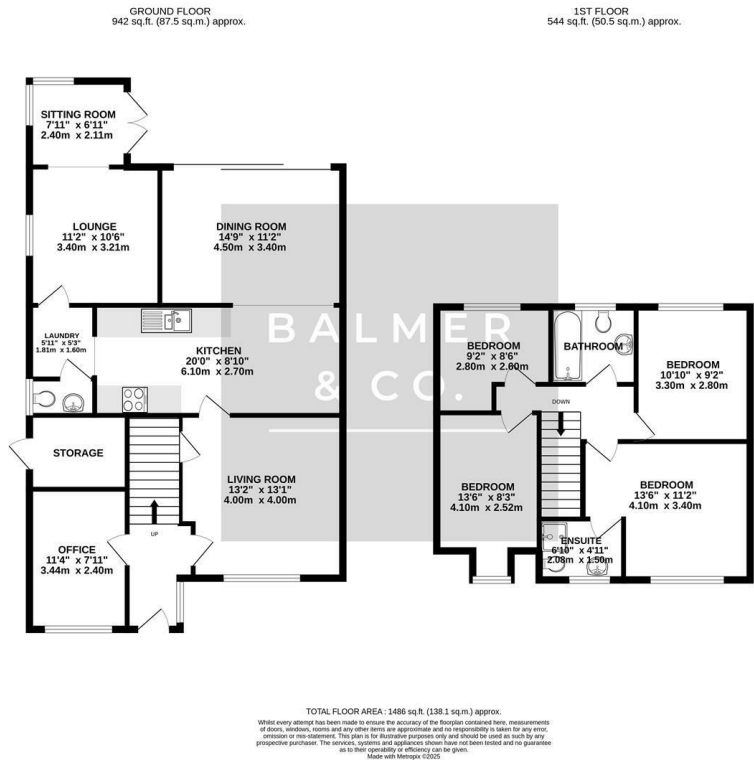 GROUND FLOOR
942 sq.ft. (87.5 sq.m.) approx.
1ST FLOOR
544 sq.ft. (50.5 sq.m.) approx.
SITTING ROOM
7'11" x 6'11"
2.40m x 2.11m
LOUNGE
11'2" x 10'6"
3.40m x 3.21m
DINING ROOM
14'9" x 11'2"
4.50m x 3.40m
LAUNDRY
5'11" x 5'3"
1.81m x 1.60m
KITCHEN
20'0" x 8'10"
6.10m x 2.70m
STORAGE
LIVING ROOM
13'2" x 13'1"
4.00m x 4.00m
UP
OFFICE
11'4" x 7'11"
3.44m x 2.40m
BALMER
& CO.
BEDROOM
9'2" x 8'6"
2.80m x 2.60m
BATHROOM
BEDROOM
10'10" x 9'2"
3.30m x 2.80m
DOWN
BEDROOM
13'6" x 8'3"
4.10m x 2.52m
BEDROOM
13'6" x 11'2"
4.10m x 3.40m
ENSUITE
6'10" x 4'11"
2.08m x 1.50m
TOTAL FLOOR AREA : 1486 sq.ft. (138.1 sq.m.) approx.
Whilst every attempt has been made to ensure the accuracy of the floorplan contained here, measurements
of doors, windows, rooms and any other items are approximate and no responsibility is taken for any error,
omission or mis-statement. This plan is for illustrative purposes only and should be used as such by any
prospective purchaser. The services, systems and appliances shown have not been tested and no guarantee
as to their operability or efficiency can be given.
Made with Metropix ©2025